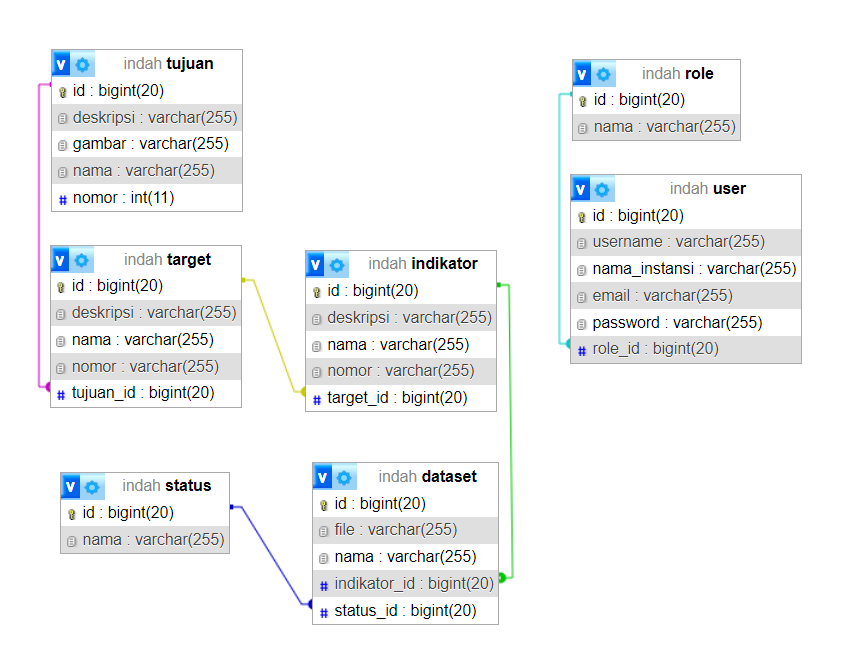 indah tujuan
id : bigint(20)
deskripsi : varchar(255)
gambar : varchar(255)
nama : varchar(255)
# nomor : int(11)
indah role
id : bigint(20)
nama : varchar(255)
indah user
id : bigint(20)
username : varchar(255)
nama_instansi : varchar(255)
email : varchar(255)
password : varchar(255)
# role_id : bigint(20)
indah target
id : bigint(20)
deskripsi : varchar(255)
nama : varchar(255)
nomor : varchar(255)
# tujuan_id : bigint(20)
indah indikator
id : bigint(20)
deskripsi : varchar(255)
nama : varchar(255)
nomor : varchar(255)
# target_id : bigint(20)
indah status
id : bigint(20)
nama : varchar(255)
indah dataset
id : bigint(20)
file : varchar(255)
nama : varchar(255)
# indikator_id : bigint(20)
# status_id : bigint(20)